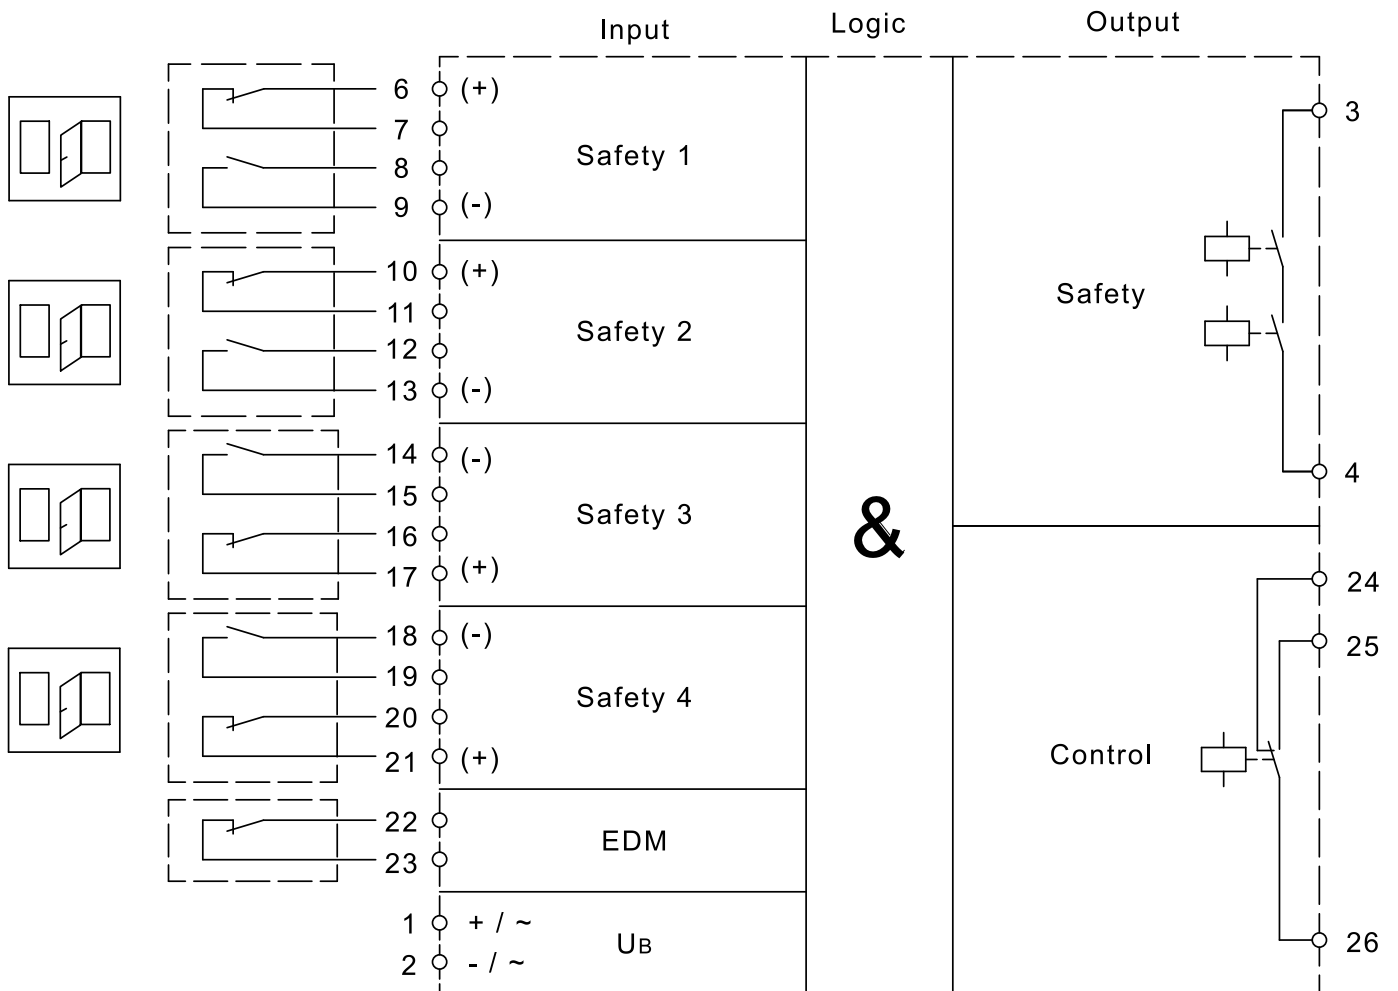 Input Logic Output
6 (+)
7
Safety 1
8
9 (-)
10 (+)
11
Safety 2
12
13 (-)
14 (-)
15
Safety 3
16
17 (+)
18 (-)
19
Safety 4
20
21 (+)
22
EDM
23
1 + / ~
UB
2 - / ~
&
3
Safety
4
24
25
Control
26